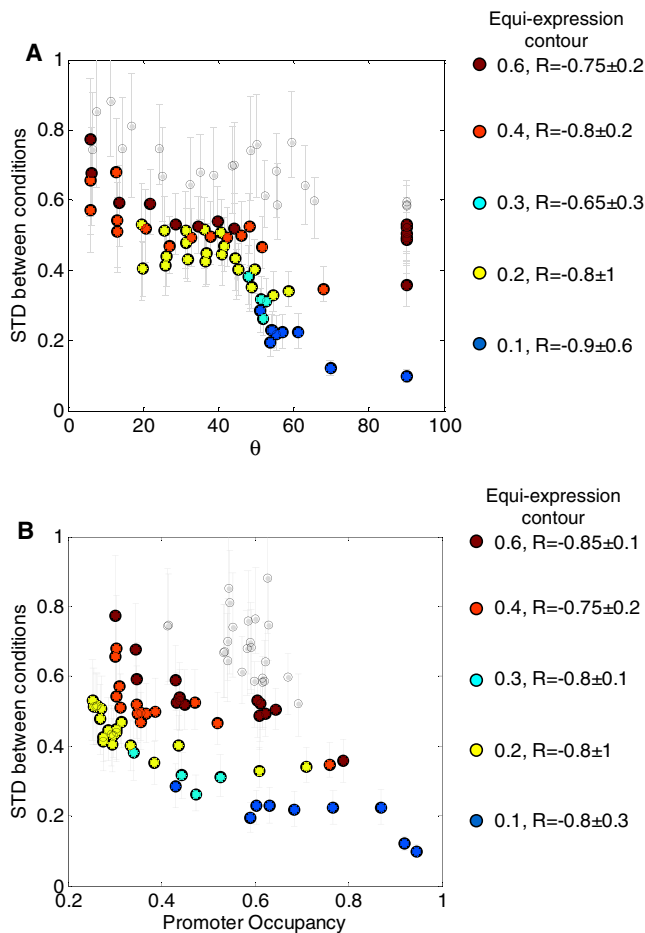 A
Equi-expression
contour
0.6, R=-0.75±0.2
0.4, R=-0.8±0.2
0.3, R=-0.65±0.3
0.2, R=-0.8±1
0.1, R=-0.9±0.6
STD between conditions
1
0.8
0.6
0.4
0.2
0
0 20 40 60 80 100
θ
B
Equi-expression
contour
0.6, R=-0.85±0.1
0.4, R=-0.75±0.2
0.3, R=-0.8±0.1
0.2, R=-0.8±1
0.1, R=-0.8±0.3
STD between conditions
1
0.8
0.6
0.4
0.2
0
0.2 0.4 0.6 0.8 1
Promoter Occupancy